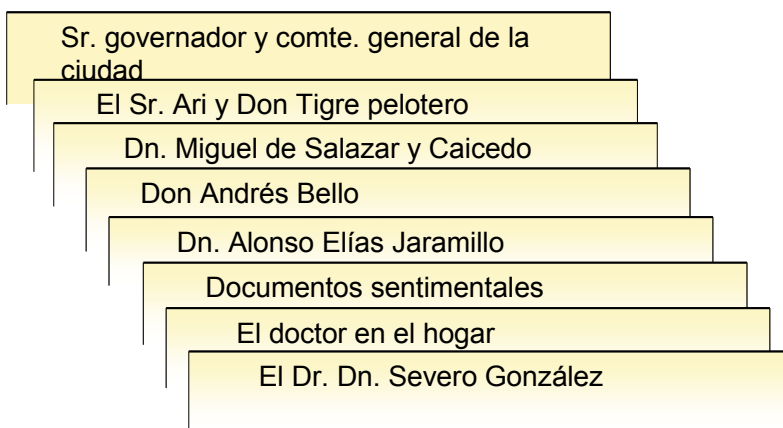 Sr. governador y comte. general de la
ciudad
El Sr. Ari y Don Tigre pelotero
Dn. Miguel de Salazar y Caicedo
Don Andrés Bello
Dn. Alonso Elías Jaramillo
Documentos sentimentales
El doctor en el hogar
El Dr. Dn. Severo González